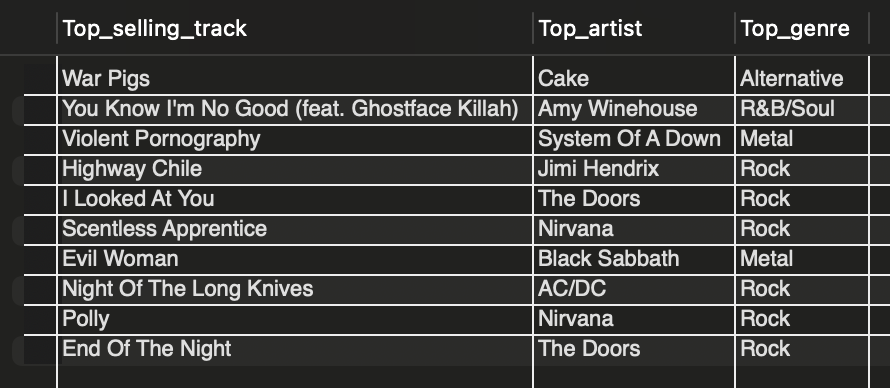 Top_selling_track Top_artist Top_genre
War Pigs Cake Alternative
You Know I'm No Good (feat. Ghostface Killah) Amy Winehouse R&B/Soul
Violent Pornography System Of A Down Metal
Highway Chile Jimi Hendrix Rock
I Looked At You The Doors Rock
Scentless Apprentice Nirvana Rock
Evil Woman Black Sabbath Metal
Night Of The Long Knives AC/DC Rock
Polly Nirvana Rock
End Of The Night The Doors Rock